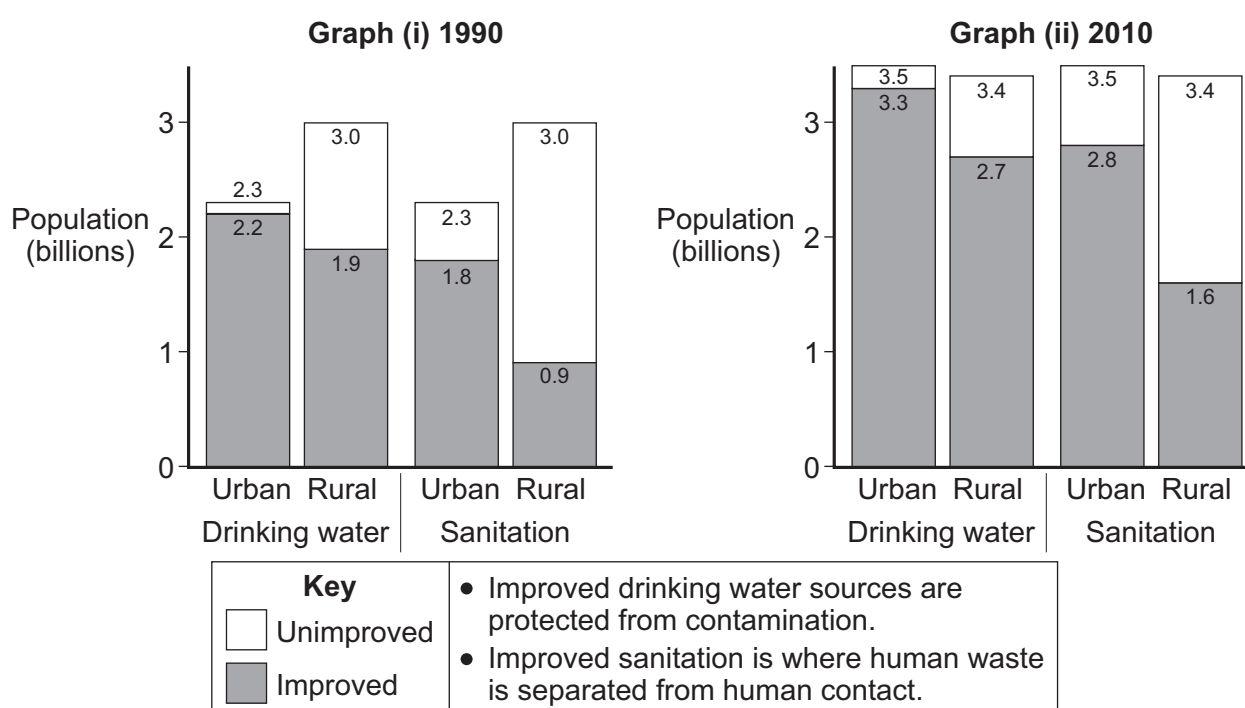 Graph (i) 1990
3
2
1
0
Population
(billions)
2.3
2.2
3.0
1.9
2.3
1.8
3.0
0.9
Urban Rural Urban Rural
Drinking water Sanitation
Graph (ii) 2010
3
2
1
0
Population
(billions)
3.5
3.3
3.4
2.7
3.5
2.8
3.4
1.6
Urban Rural Urban Rural
Drinking water Sanitation
Key
Unimproved
Improved
• Improved drinking water sources are
protected from contamination.
• Improved sanitation is where human waste
is separated from human contact.